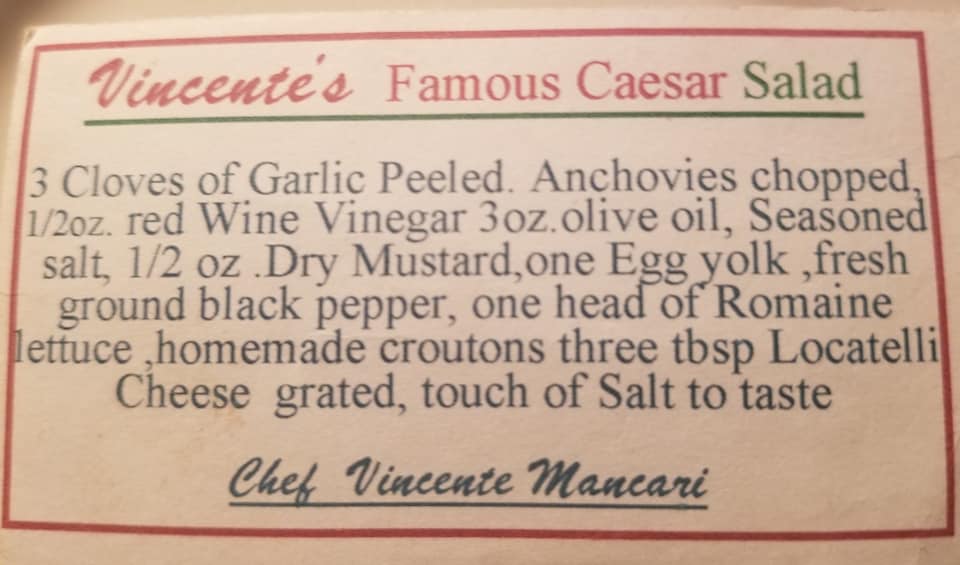 Vincenté's Famous Caesar Salad
3 Cloves of Garlic Peeled. Anchovies chopped,
1/2oz. red Wine Vinegar 3oz.olive oil, Seasoned
salt, 1/2 oz .Dry Mustard,one Egg yolk ,fresh
ground black pepper, one head of Romaine
lettuce ,homemade croutons three tbsp Locatelli
Cheese grated, touch of Salt to taste
Chef Vincente Mancari